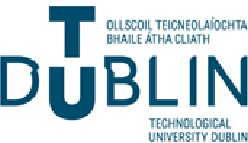 OLLSCOIL TEICNEOLAÍOCHTA
BHAILE ÁTHA CLIATH
TU
DUBLIN
TECHNOLOGICAL
UNIVERSITY DUBLIN